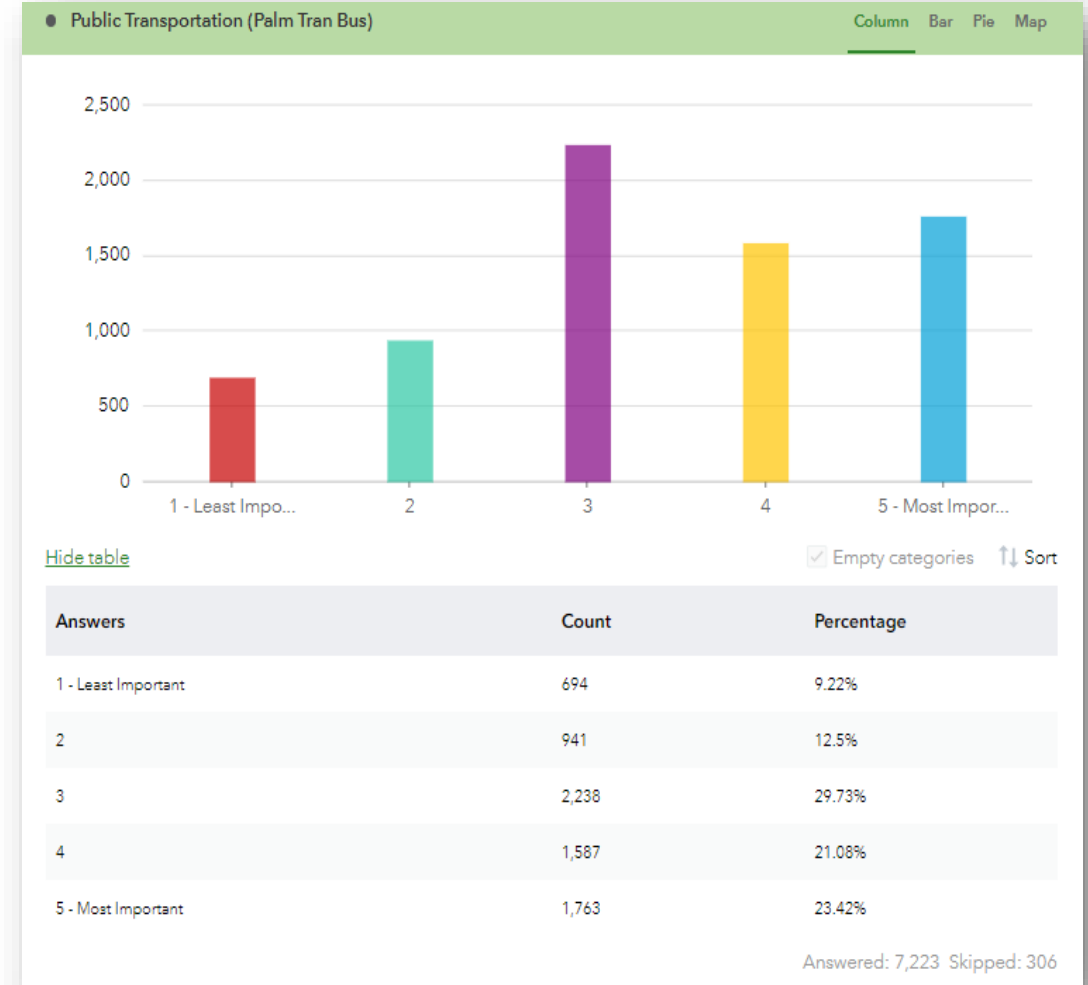 Public Transportation (Palm Tran Bus) Column Bar Pie Map
2,500
2,000
1,500
1,000
500
0
1 - Least Impo... 2 3 4 5 - Most Impor...
Hide table Empty categories Sort
Answers Count Percentage
1 - Least Important 694 9.22%
2 941 12.5%
3 2,238 29.73%
4 1,587 21.08%
5 - Most Important 1,763 23.42%
Answered: 7,223 Skipped: 306